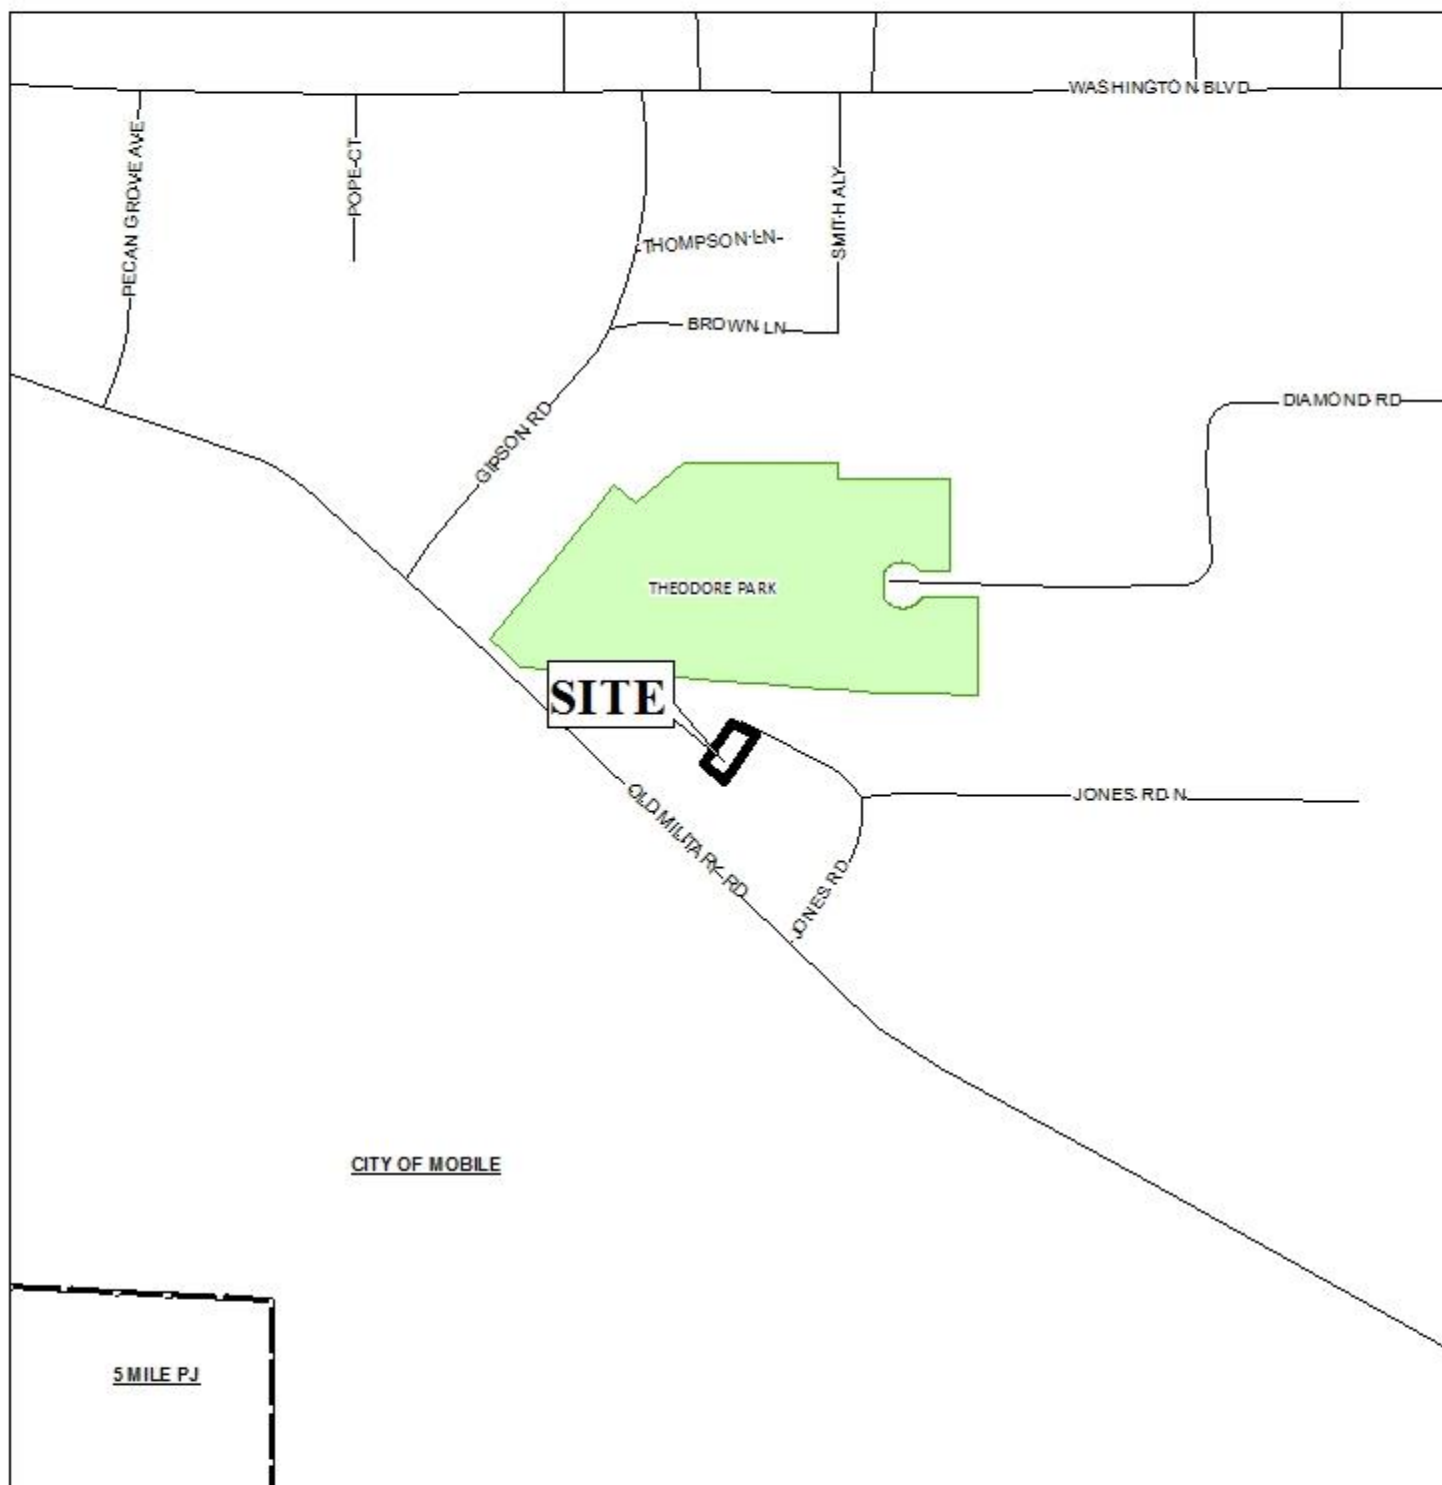 WASHINGTON BLVD
PECAN GROVE AVE
POPE CT
SMITH ALY
THOMPSON LN
BROWN LN
DIAMOND RD
GIPSON RD
THEODORE PARK
SITE
OLD MILITARY RD
JONES RD N
JONES RD
CITY OF MOBILE
5 MILE PJ